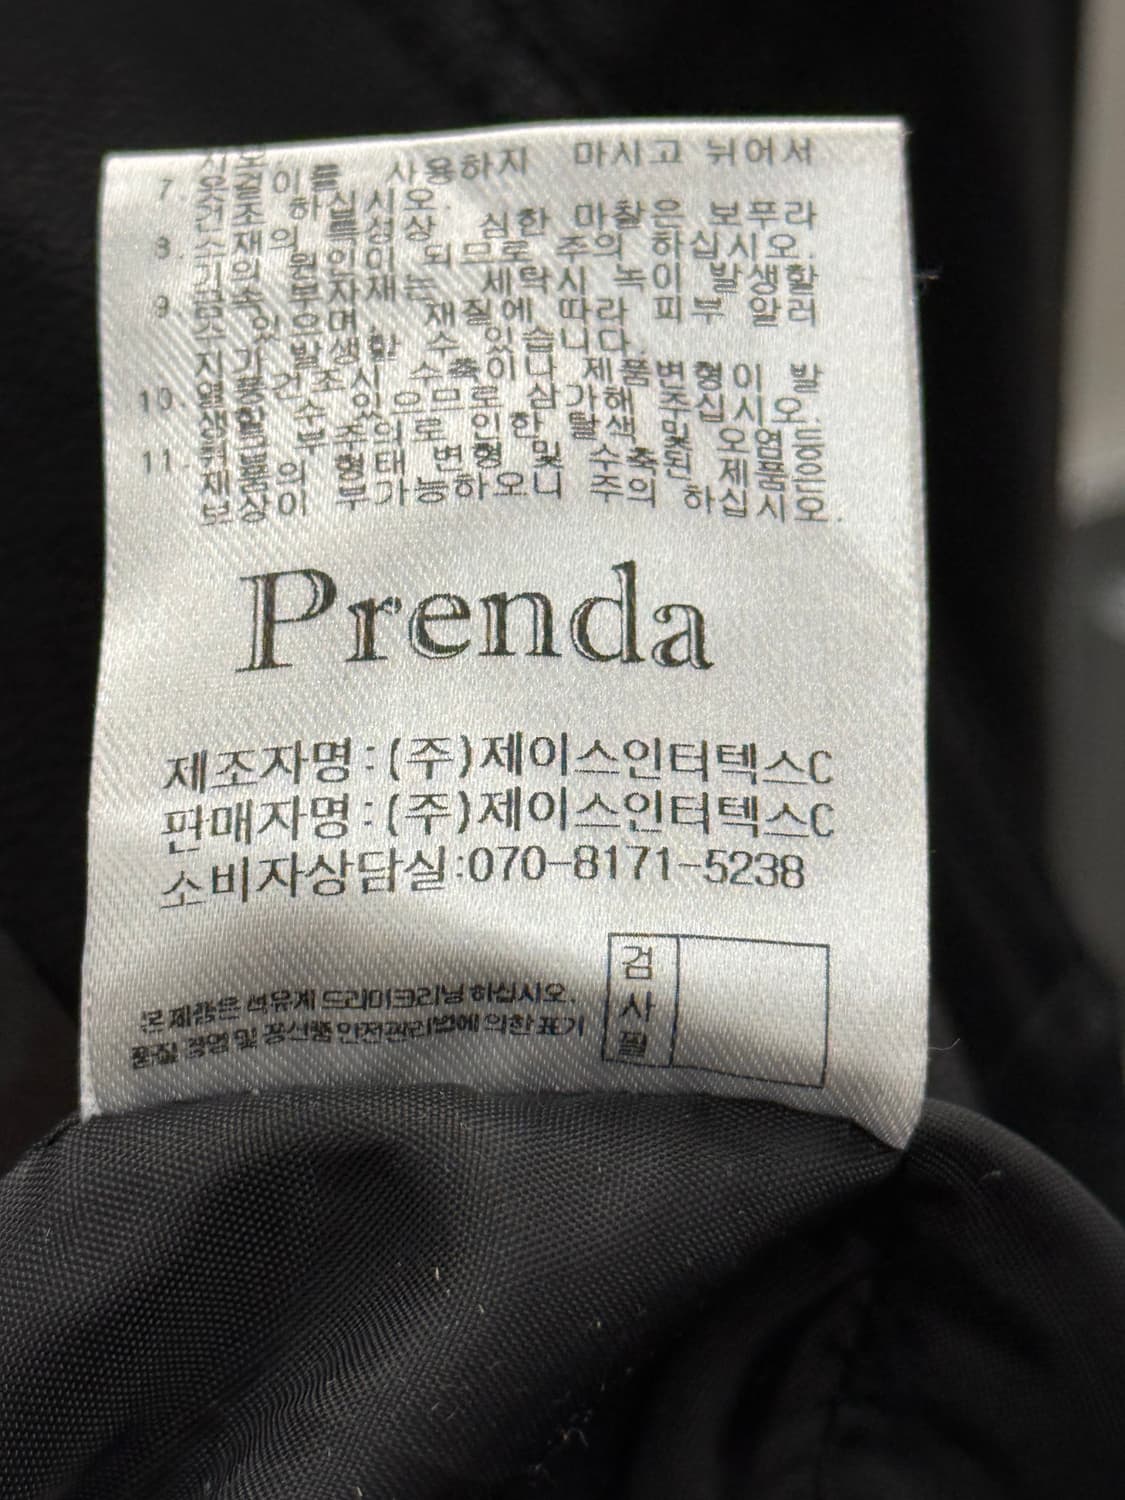 시오.
7. 옷걸이를 사용하지 마시고 뉘어서
건조 하십시오.
8. 소재의 특성상 심한 마찰은 보푸라
기의 원인이 되므로 주의 하십시오.
9. 금속 부자재는 세탁시 녹이 발생할
수 있으며, 재질에 따라 피부 알러
지가 발생할 수 있습니다.
10. 열풍 건조시 수축이나 제품변형이 발
생할 수 있으므로 삼가해 주십시오.
11. 취급 부주의로 인한 탈색 및 오염등
제품의 형태 변형 및 수축된 제품은
보상이 부가능하오니 주의 하십시오.
Prenda
제조자명:(주)제이스인터텍스C
판매자명:(주)제이스인터텍스C
소비자상담실:070-8171-5238
검사필
본 제품은 석유계 드라이크리닝 하십시오.
품질 경영 및 공산품 안전관리법에 의한 표기